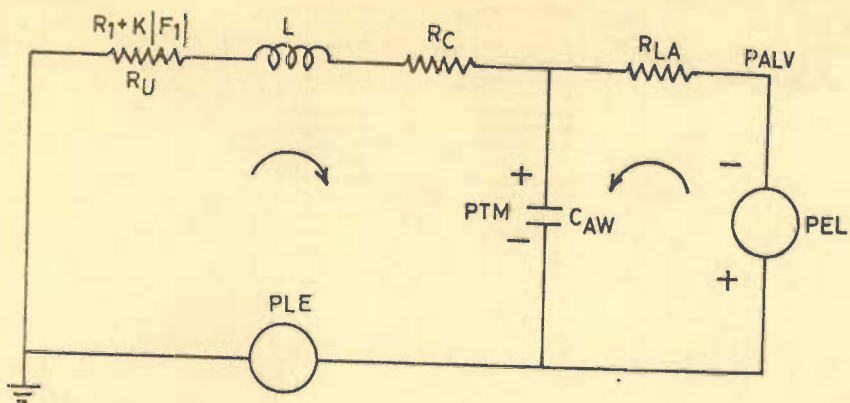 R1 + K|F1|
RU
L
RC
RLA
PALV
+
PTM
−
CAW
−
PEL
+
PLE